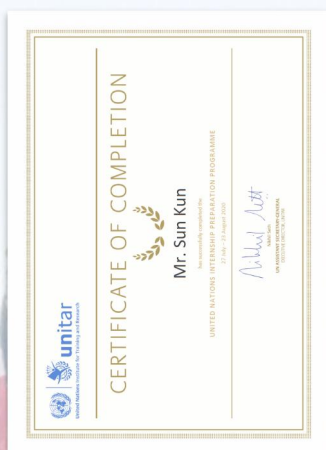 unitar
United Nations Institute for Training and Research
CERTIFICATE OF COMPLETION
Mr. Sun Kun
has successfully completed the
UNITED NATIONS INTERNSHIP PREPARATION PROGRAMME
UN ASSISTANT SECRETARY-GENERAL
EXECUTIVE DIRECTOR, UNITAR